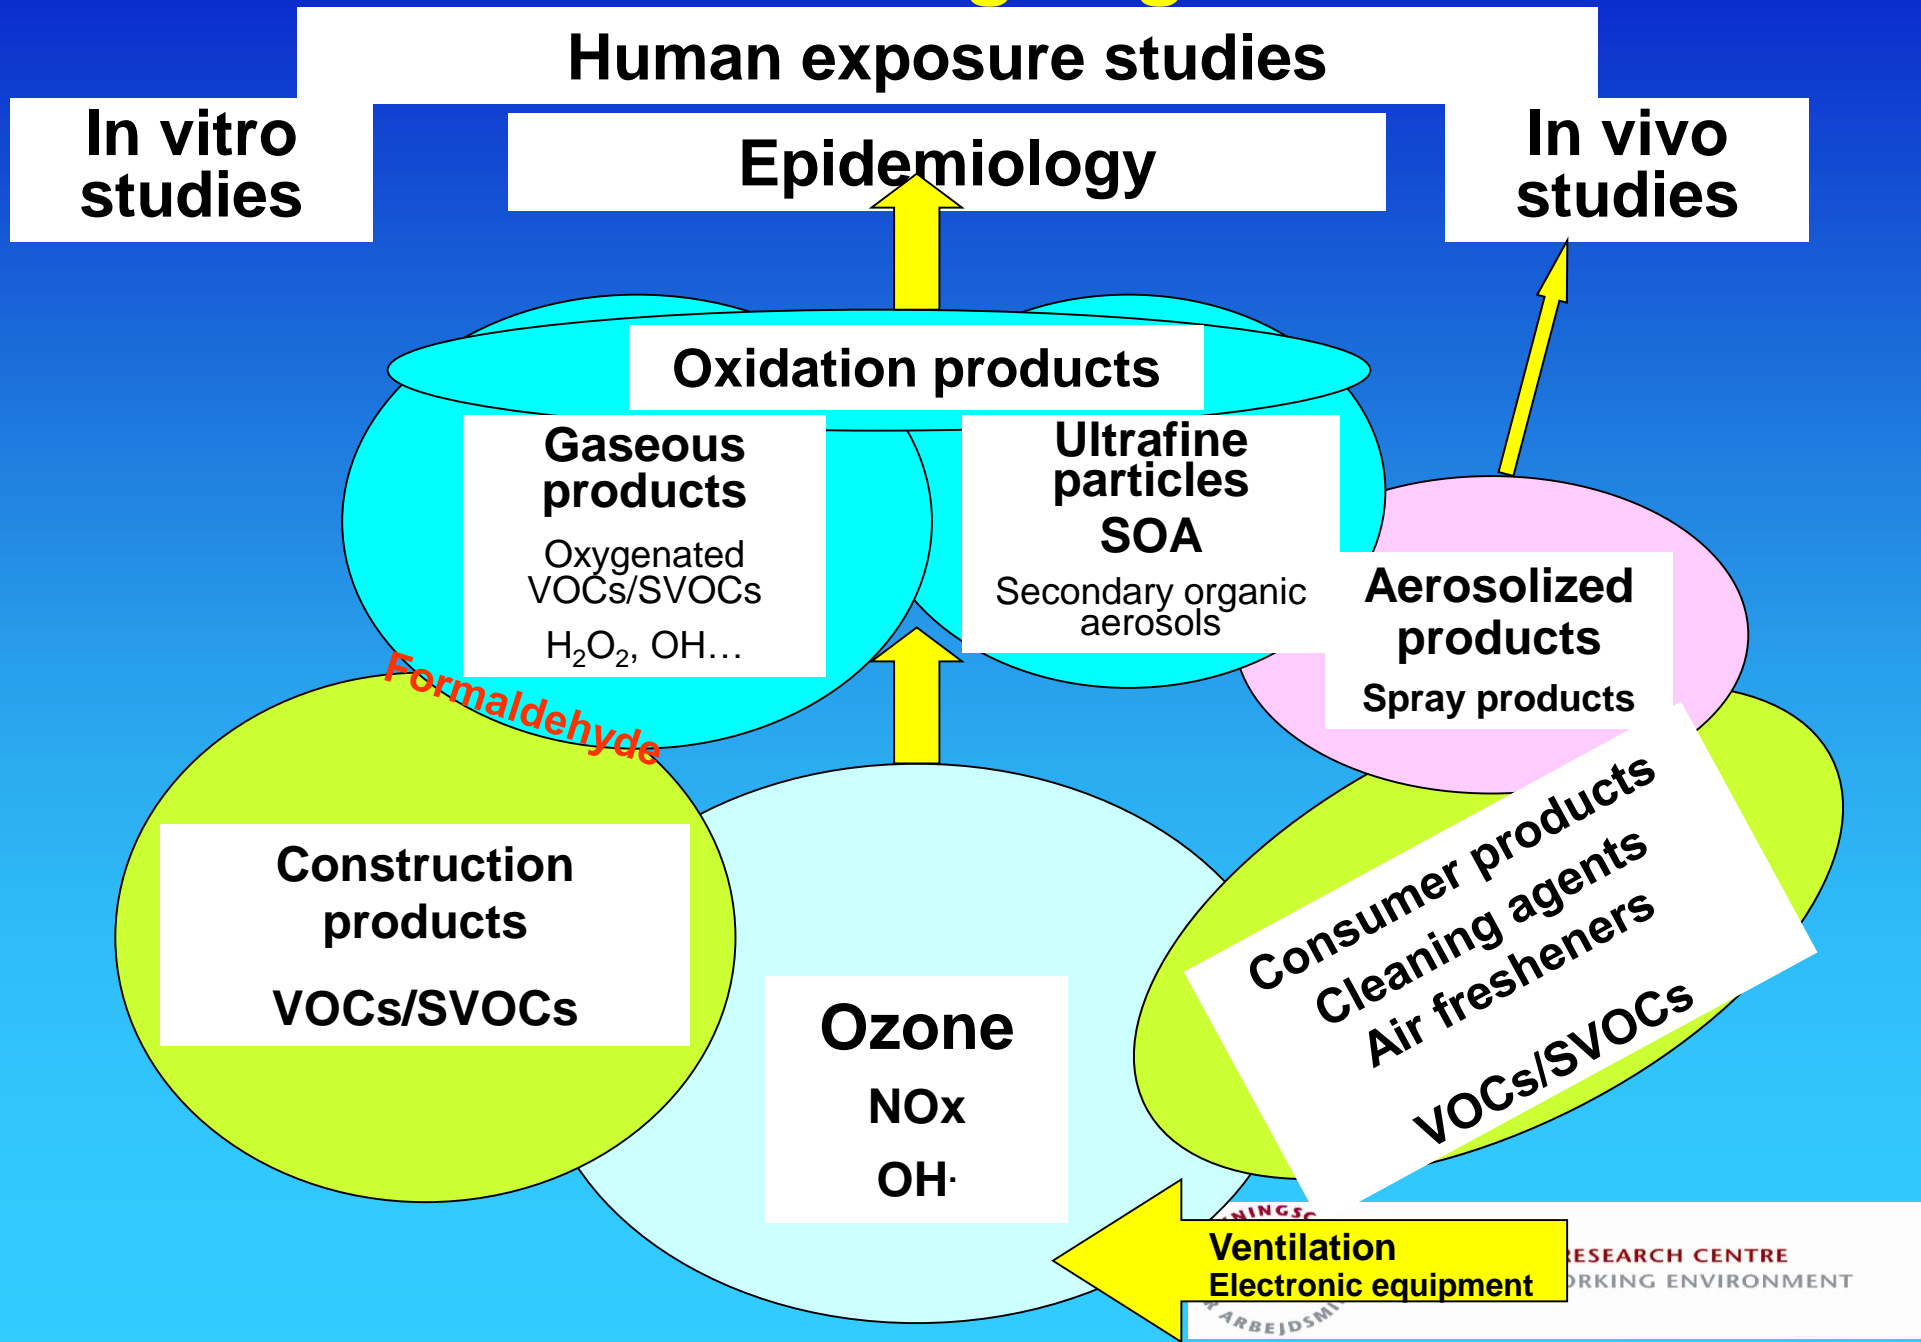 Human exposure studies
In vitro
studies
Epidemiology
In vivo
studies
Oxidation products
Gaseous
products
Oxygenated
VOCs/SVOCs
H₂O₂, OH…
Ultrafine
particles
SOA
Secondary organic
aerosols
Aerosolized
products
Spray products
Formaldehyde
Construction
products
VOCs/SVOCs
Ozone
NOx
OH·
Consumer products
Cleaning agents
Air fresheners
VOCs/SVOCs
Ventilation
Electronic equipment
CENTRE
ENVIRONMENT